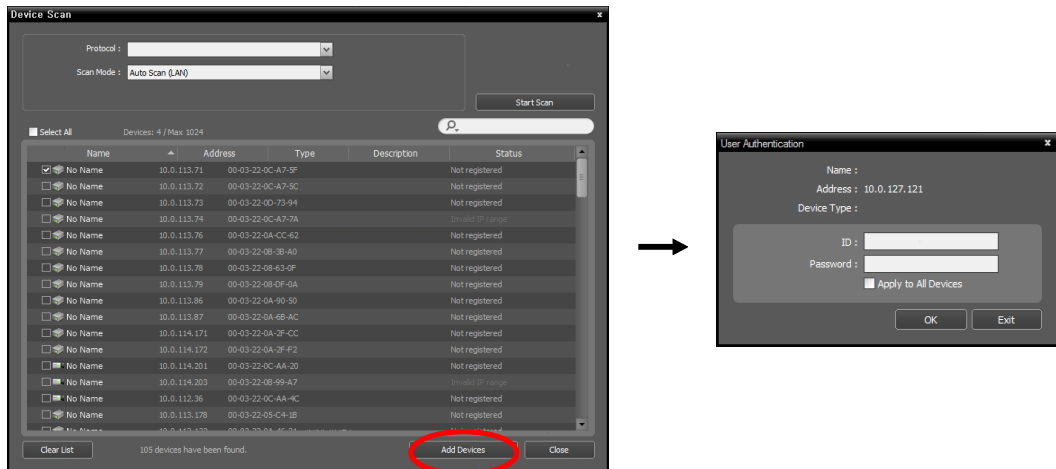 Device Scan x
Protocol :
Scan Mode : Auto Scan (LAN)
Start Scan
Select All Devices: 4 / Max 1024
Name Address Type Description Status
No Name 10.0.113.71 00-03-22-0C-A7-5F Not registered
No Name 10.0.113.72 00-03-22-0C-A7-5C Not registered
No Name 10.0.113.73 00-03-22-0D-73-94 Not registered
No Name 10.0.113.74 00-03-22-0C-A7-7A Invalid IP range
No Name 10.0.113.76 00-03-22-0A-CC-62 Not registered
No Name 10.0.113.77 00-03-22-08-3B-A0 Not registered
No Name 10.0.113.78 00-03-22-08-63-0F Not registered
No Name 10.0.113.79 00-03-22-08-DF-0A Not registered
No Name 10.0.113.86 00-03-22-0A-90-50 Not registered
No Name 10.0.113.87 00-03-22-0A-6B-AC Not registered
No Name 10.0.114.171 00-03-22-0A-2F-CC Not registered
No Name 10.0.114.172 00-03-22-0A-2F-F2 Not registered
No Name 10.0.114.201 00-03-22-0C-AA-20 Not registered
No Name 10.0.114.203 00-03-22-08-99-A7 Invalid IP range
No Name 10.0.112.36 00-03-22-0C-AA-4C Not registered
No Name 10.0.113.178 00-03-22-05-C4-1B Not registered
No Name
Clear List 105 devices have been found. Add Devices Close
User Authentication x
Name :
Address : 10.0.127.121
Device Type :
ID :
Password :
Apply to All Devices
OK Exit